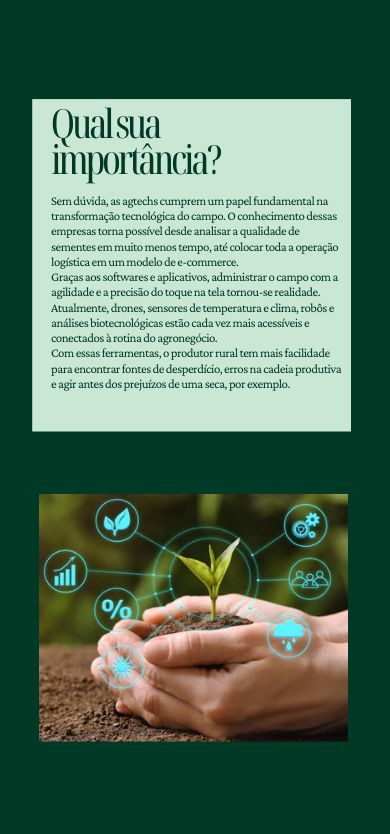 Qual sua
importância?
Sem dúvida, as agtechs cumprem um papel fundamental na
transformação tecnológica do campo. O conhecimento dessas
empresas torna possível desde analisar a qualidade de
sementes em muito menos tempo, até colocar toda a operação
logística em um modelo de e-commerce.
Graças aos softwares e aplicativos, administrar o campo com a
agilidade e a precisão do toque na tela tornou-se realidade.
Atualmente, drones, sensores de temperatura e clima, robôs e
análises biotecnológicas estão cada vez mais acessíveis e
conectados à rotina do agronegócio.
Com essas ferramentas, o produtor rural tem mais facilidade
para encontrar fontes de desperdício, erros na cadeia produtiva
e agir antes dos prejuízos de uma seca, por exemplo.
%